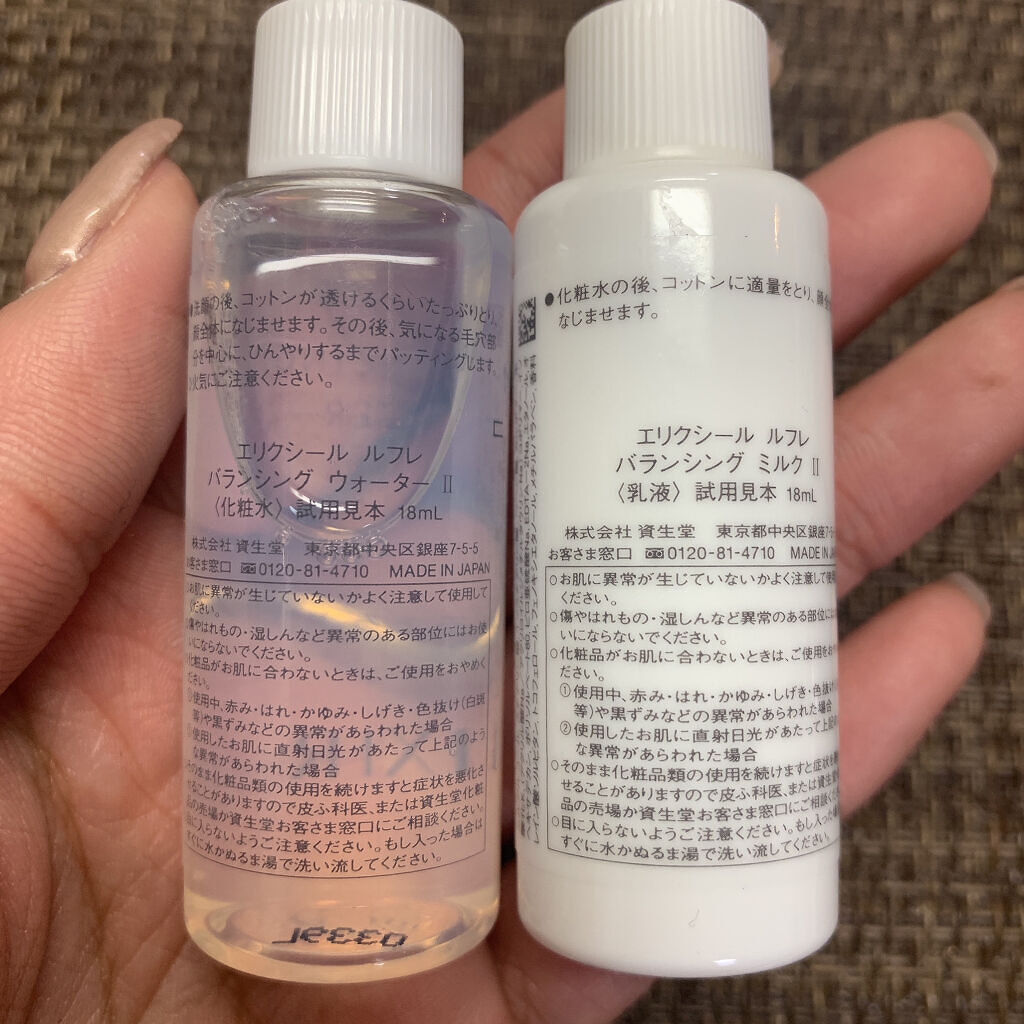 ●洗顔の後、コットンが透けるくらいたっぷりとり、
顔全体になじませます。その後、気になる毛穴部
分を中心に、ひんやりするまでパッティングします。
火気にご注意ください。
エリクシール ルフレ
バランシング ウォーター Ⅱ
〈化粧水〉試用見本 18mL
株式会社 資生堂 東京都中央区銀座7-5-5
お客さま窓口 0120-81-4710 MADE IN JAPAN
○お肌に異常が生じていないかよく注意して使用して
ください。
傷やはれもの・湿しんなど異常のある部位にはお使
いにならないでください。
化粧品がお肌に合わないときは、ご使用をおやめく
ださい。
①使用中、赤み・はれ・かゆみ・しげき・色抜け(白斑
等)や黒ずみなどの異常があらわれた場合
使用したお肌に直射日光があたって上記のよう
な異常があらわれた場合
そのまま化粧品類の使用を続けますと症状を悪化さ
せることがありますので皮ふ科医、または資生堂化粧
品の売場か資生堂お客さま窓口にご相談ください。
目に入らないようご注意ください。もし入った場合は
すぐに水かぬるま湯で洗い流してください。
●化粧水の後、コットンに適量をとり、顔全
なじませます。
エリクシール ルフレ
バランシング ミルク Ⅱ
〈乳液〉試用見本 18mL
株式会社 資生堂 東京都中央区銀座7-5-
お客さま窓口 0120-81-4710 MADE IN JAPA
○お肌に異常が生じていないかよく注意して使用
ください。
○傷やはれもの・湿しんなど異常のある部位には
いにならないでください。
○化粧品がお肌に合わないときは、ご使用をお
ださい。
①使用中、赤み・はれ・かゆみ・しげき・色抜け
等)や黒ずみなどの異常があらわれた場合
②使用したお肌に直射日光があたって上記
な異常があらわれた場合
○そのまま化粧品類の使用を続けますと症状を
せることがありますので皮ふ科医、または資生
品の売場か資生堂お客さま窓口にご相談くだ
○目に入らないようご注意ください。もし入った
すぐに水かぬるま湯で洗い流してください。